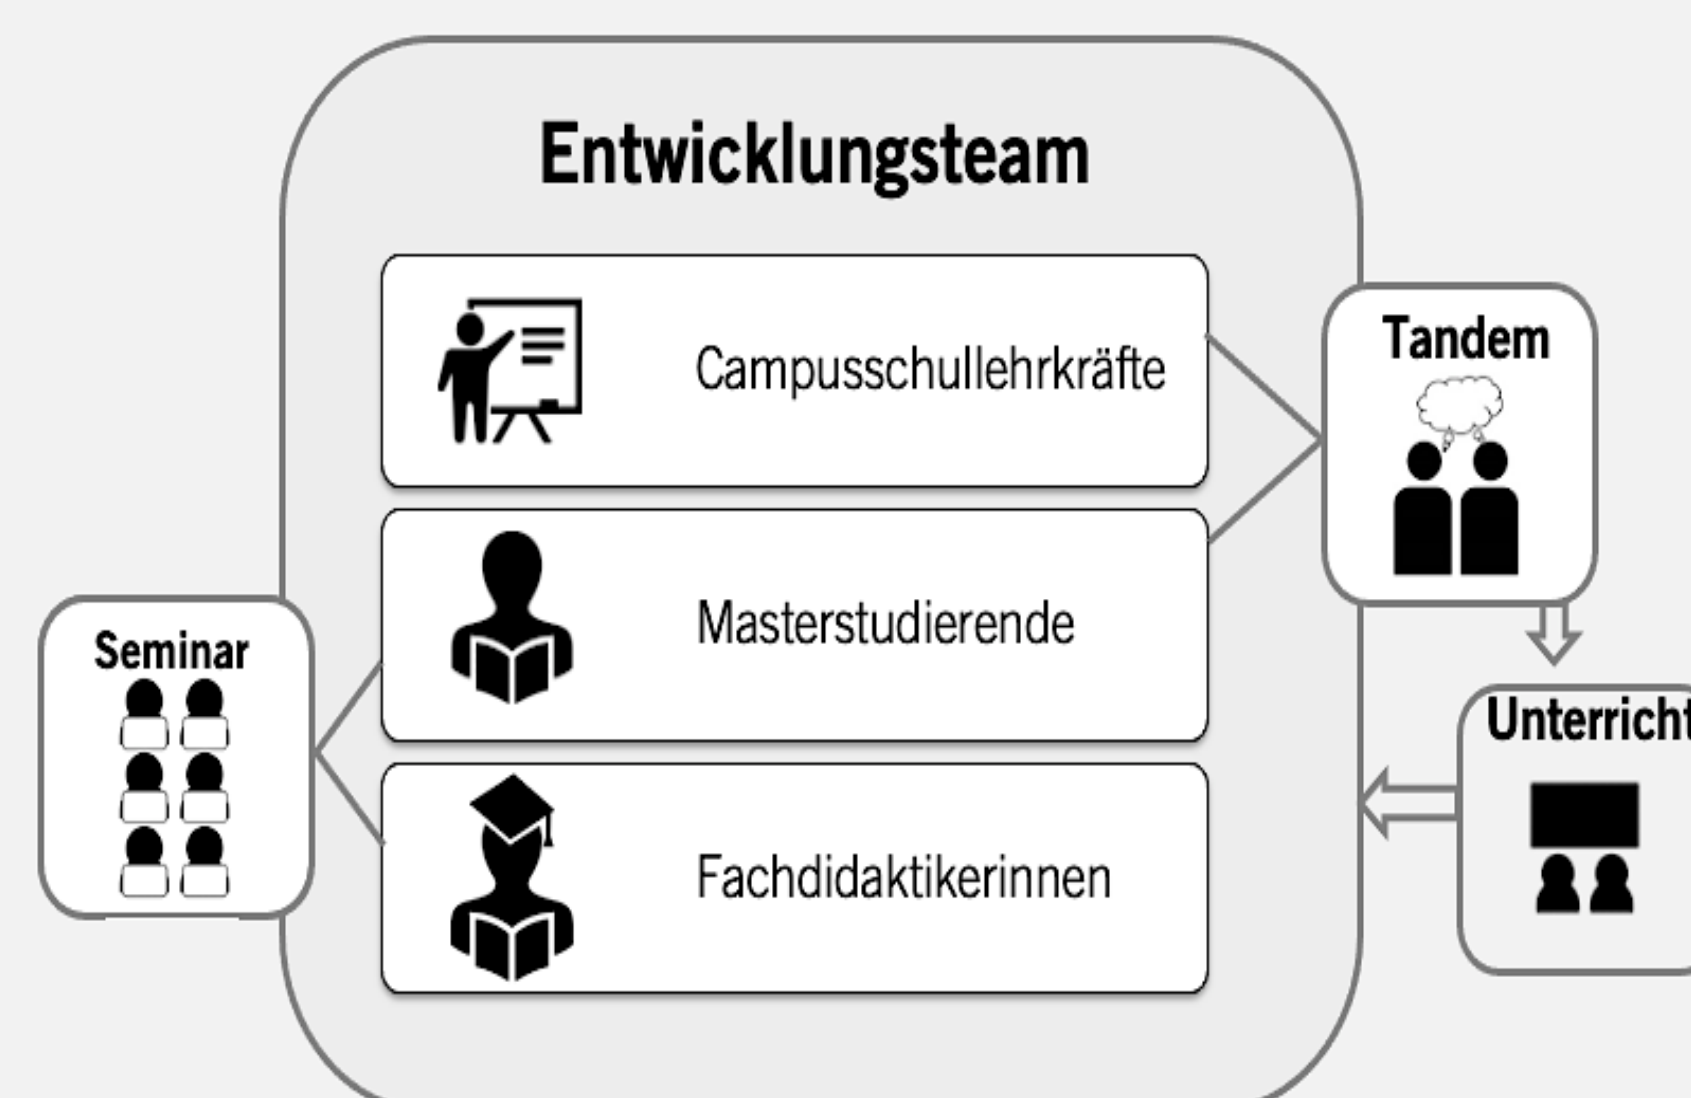 Entwicklungsteam
Campusschullehrkräfte
Tandem
Masterstudierende
Seminar
Unterricht
Fachdidaktikerinnen